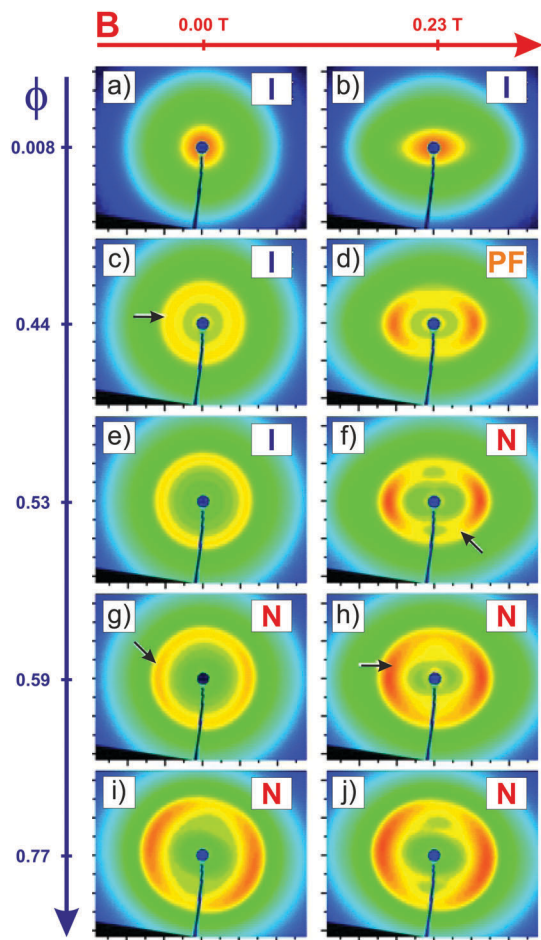 B 0.00 T 0.23 T
ϕ
a) I b) I
0.008
c) I d) PF
0.44
e) I f) N
0.53
g) N h) N
0.59
i) N j) N
0.77